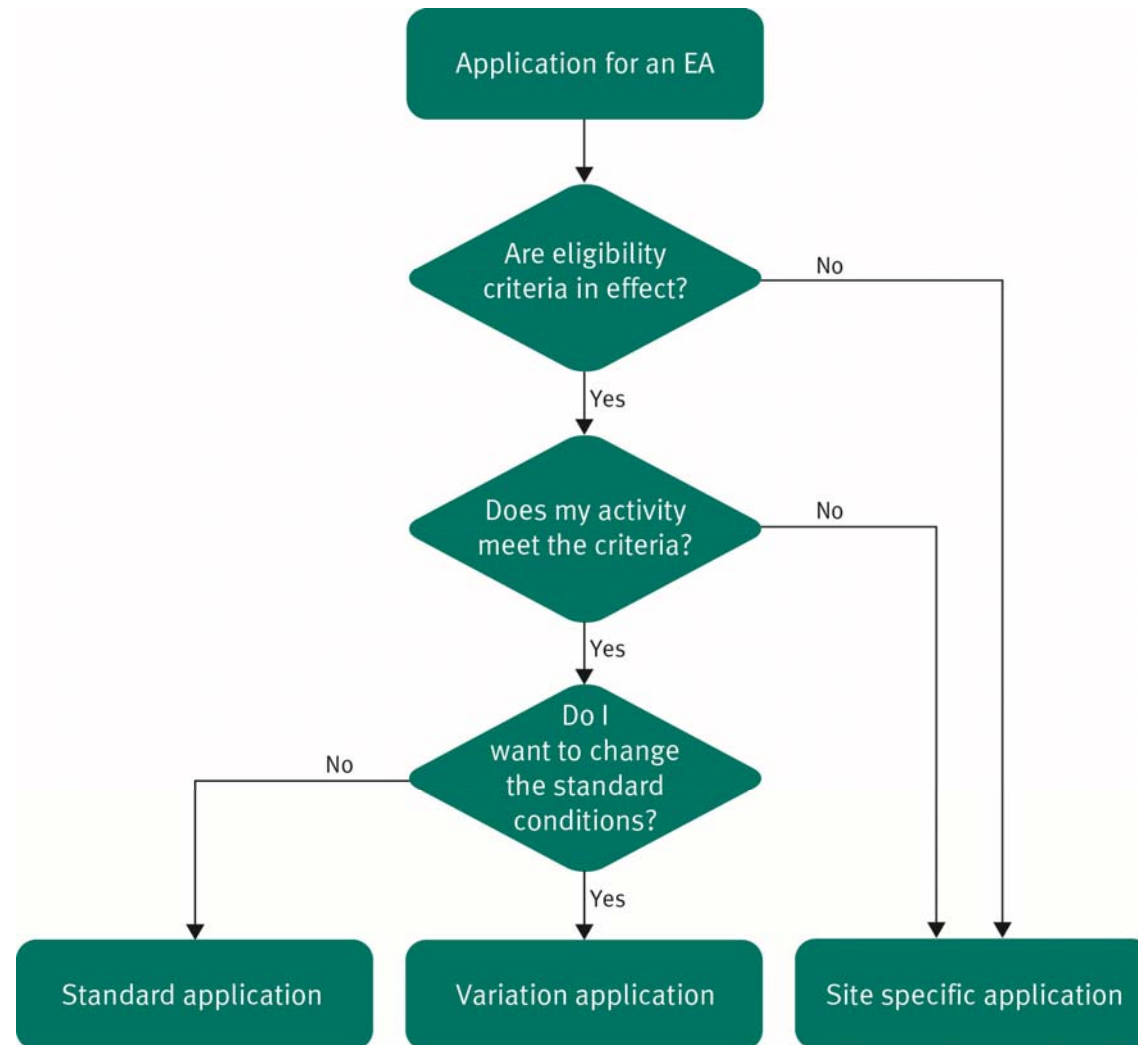 Application for an EA
Are eligibility
criteria in effect?
No
Yes
Does my activity
meet the criteria?
No
Yes
Do I
want to change
the standard
conditions?
No
Yes
Standard application
Variation application
Site specific application